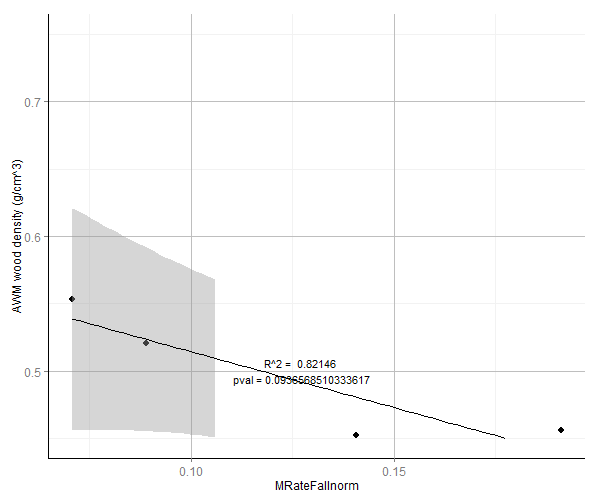 0.7
0.6
0.5
AWM wood density (g/cm^3)
R^2 = 0.82146
pval = 0.0936568510333617
0.10
0.15
MRateFallnorm